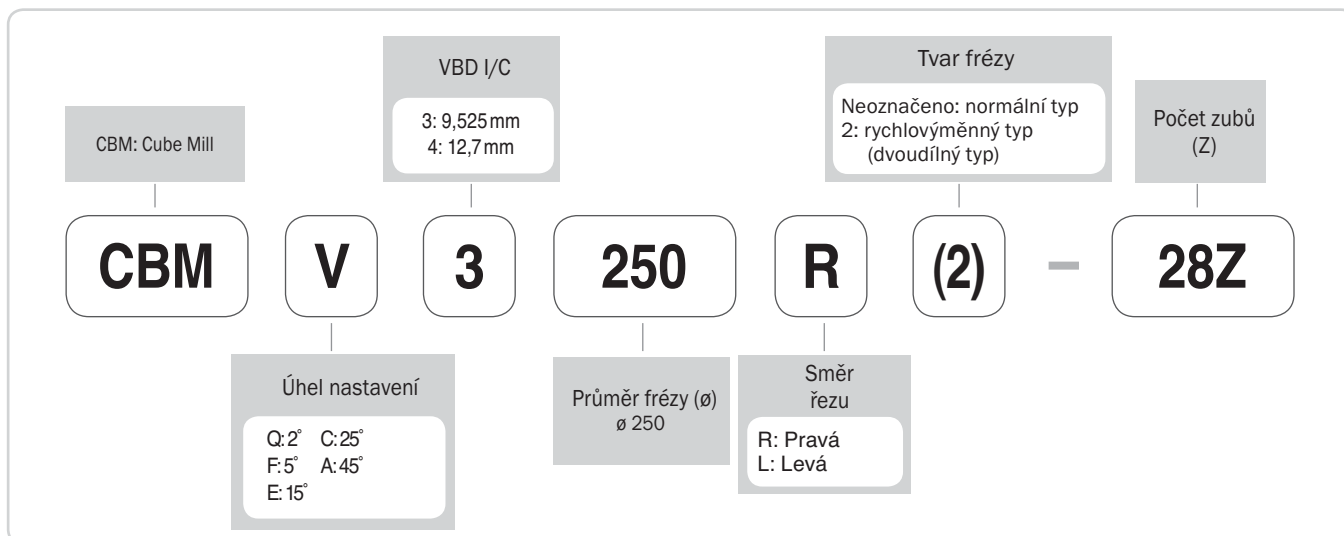 VBD I/C
3: 9,525 mm
4: 12,7 mm
Tvar frézy
Neoznačeno: normální typ
2: rychlovýměnný typ
(dvoudílný typ)
CBM: Cube Mill
Počet zubů
(Z)
CBM V 3 250 R (2) – 28Z
Úhel nastavení
Q: 2° C: 25°
F: 5° A: 45°
E: 15°
Průměr frézy (ø)
ø 250
Směr
řezu
R: Pravá
L: Levá